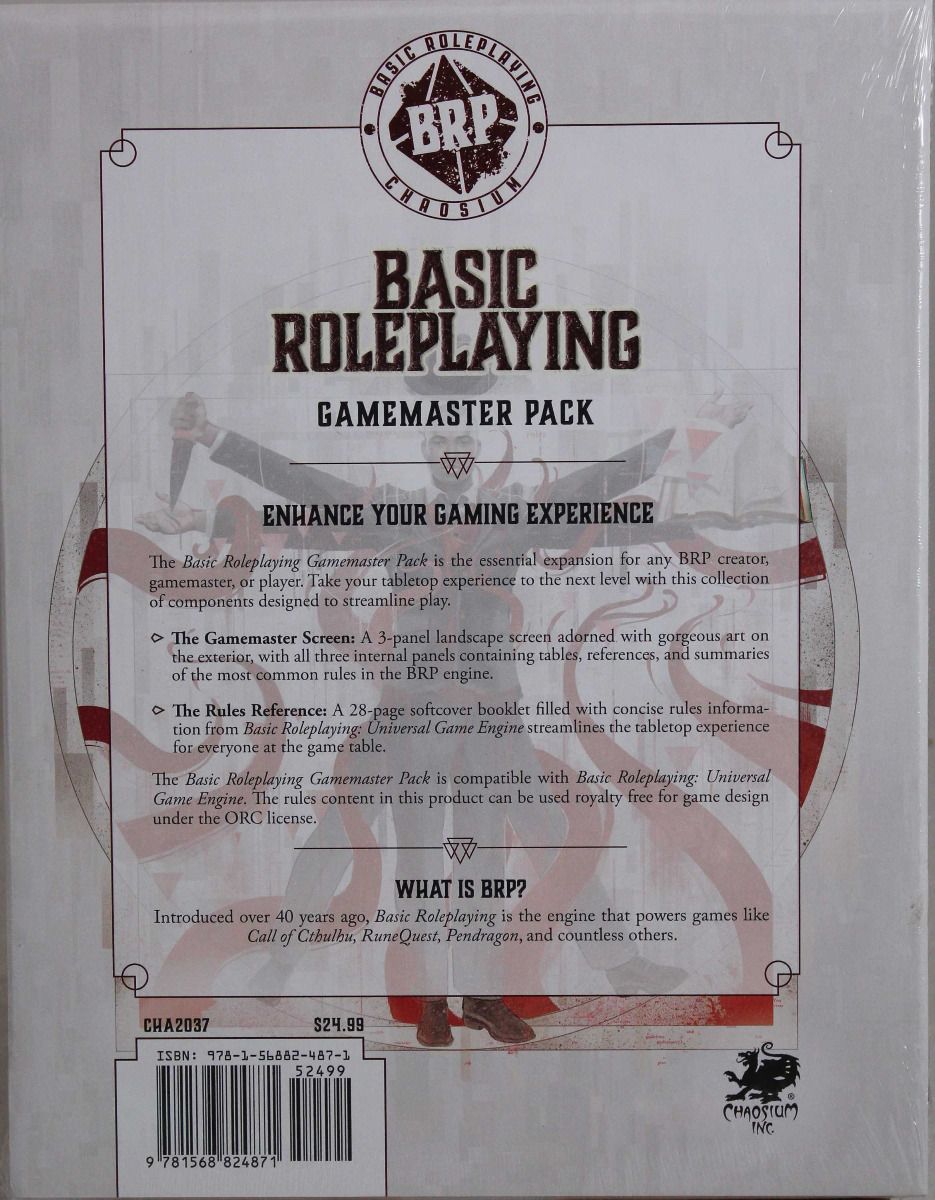 BASIC ROLEPLAYING
BRP
CHAOSIUM
BASIC
ROLEPLAYING
GAMEMASTER PACK
ENHANCE YOUR GAMING EXPERIENCE
The Basic Roleplaying Gamemaster Pack is the essential expansion for any BRP creator,
gamemaster, or player. Take your tabletop experience to the next level with this collection
of components designed to streamline play.
The Gamemaster Screen: A 3-panel landscape screen adorned with gorgeous art on
the exterior, with all three internal panels containing tables, references, and summaries
of the most common rules in the BRP engine.
The Rules Reference: A 28-page softcover booklet filled with concise rules informa-
tion from Basic Roleplaying: Universal Game Engine streamlines the tabletop experience
for everyone at the game table.
The Basic Roleplaying Gamemaster Pack is compatible with Basic Roleplaying: Universal
Game Engine. The rules content in this product can be used royalty free for game design
under the ORC license.
WHAT IS BRP?
Introduced over 40 years ago, Basic Roleplaying is the engine that powers games like
Call of Cthulhu, RuneQuest, Pendragon, and countless others.
CHA2037 $24.99
ISBN: 978-1-56882-487-1
52499
9 781568 824871
®
CHAOSIUM
INC.